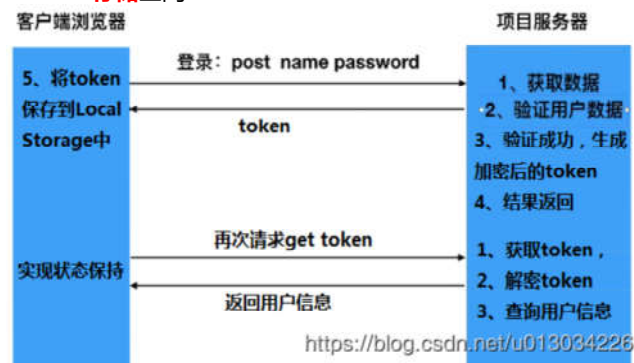 客户端浏览器
项目服务器
登录：post name password
5、将token
保存到Local
Storage中
token
1、获取数据
2、验证用户数据
3、验证成功，生成
加密后的token
4、结果返回
再次请求get token
实现状态保持
返回用户信息
1、获取token，
2、解密token
3、查询用户信息
https://blog.csdn.net/u013034226